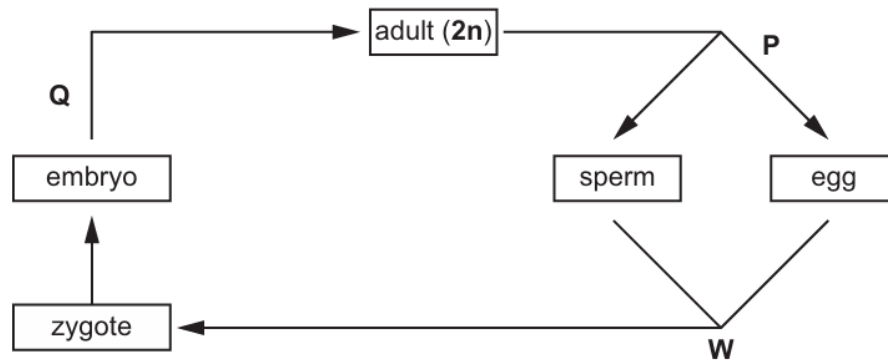 adult (2n)
P
Q
embryo
sperm
egg
zygote
W